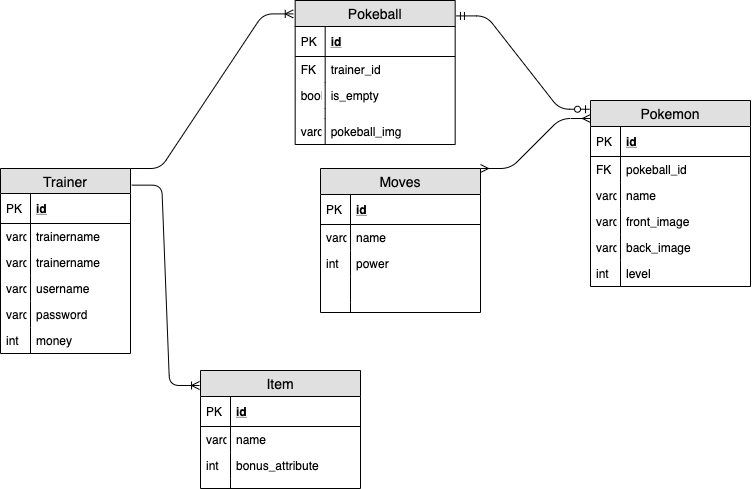 Pokeball
PK id
FK trainer_id
bool is_empty
varc pokeball_img
Pokemon
PK id
FK pokeball_id
varc name
varc front_image
varc back_image
int level
Trainer
PK id
varc trainername
varc trainername
varc username
varc password
int money
Moves
PK id
varc name
int power
Item
PK id
varc name
int bonus_attribute